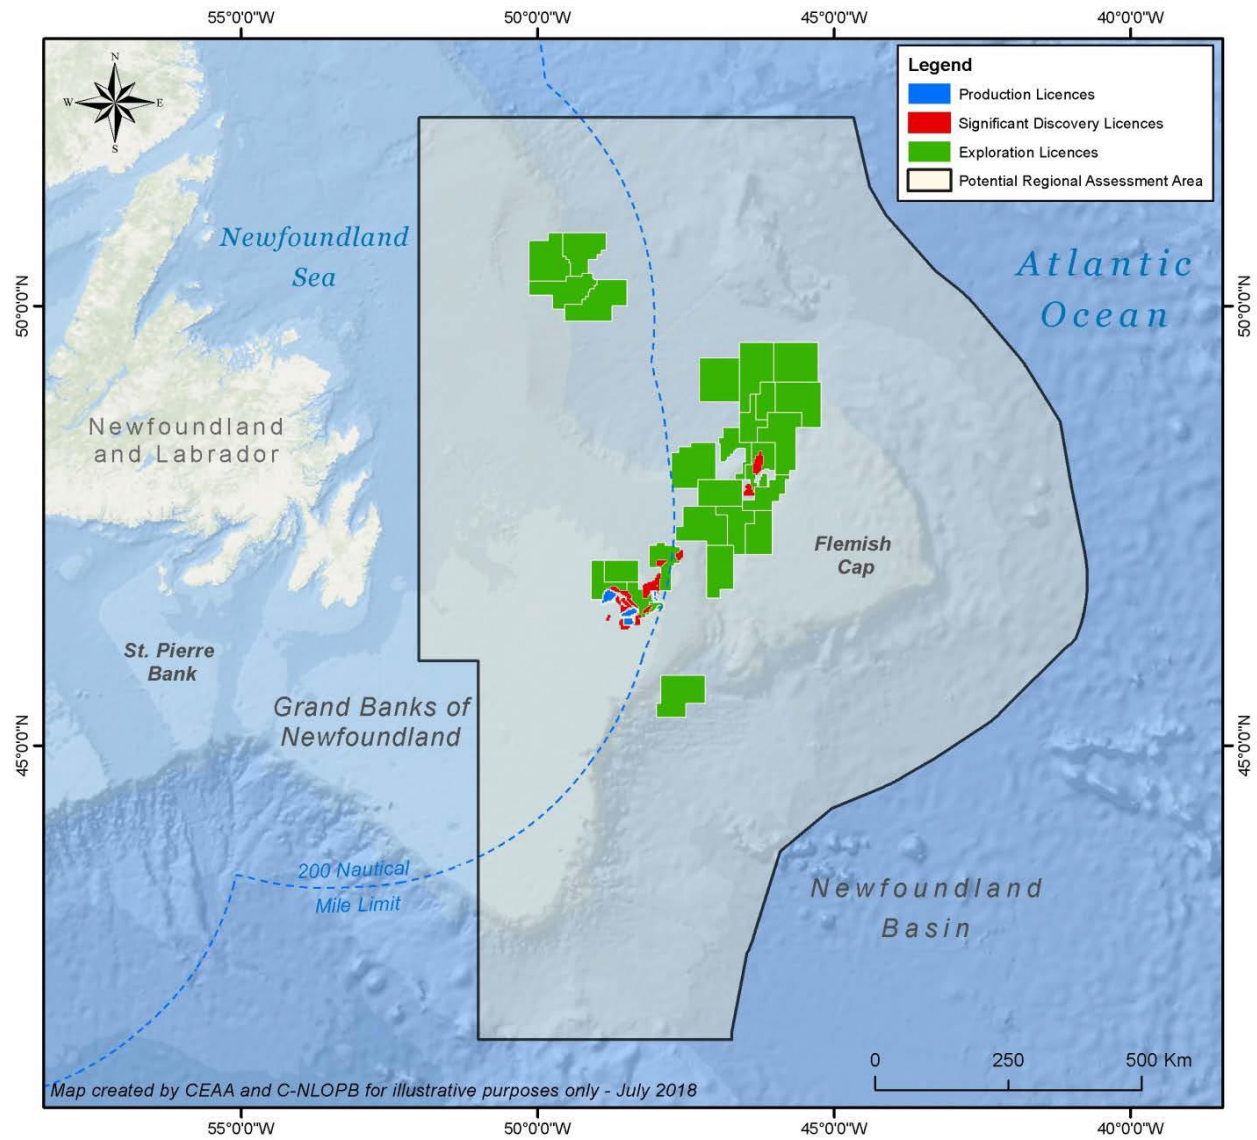 55°0'0"W
50°0'0"W
45°0'0"W
40°0'0"W
N
W
E
S
Legend
Production Licences
Significant Discovery Licences
Exploration Licences
Potential Regional Assessment Area
Newfoundland
Sea
Atlantic
Ocean
50°0'0"N
50°0'0"N
Newfoundland
and Labrador
Flemish
Cap
St. Pierre
Bank
Grand Banks of
Newfoundland
45°0'0"N
45°0'0"N
200 Nautical
Mile Limit
Newfoundland
Basin
0
250
500 Km
Map created by CEAA and C-NLOPB for illustrative purposes only - July 2018
55°0'0"W
50°0'0"W
45°0'0"W
40°0'0"W